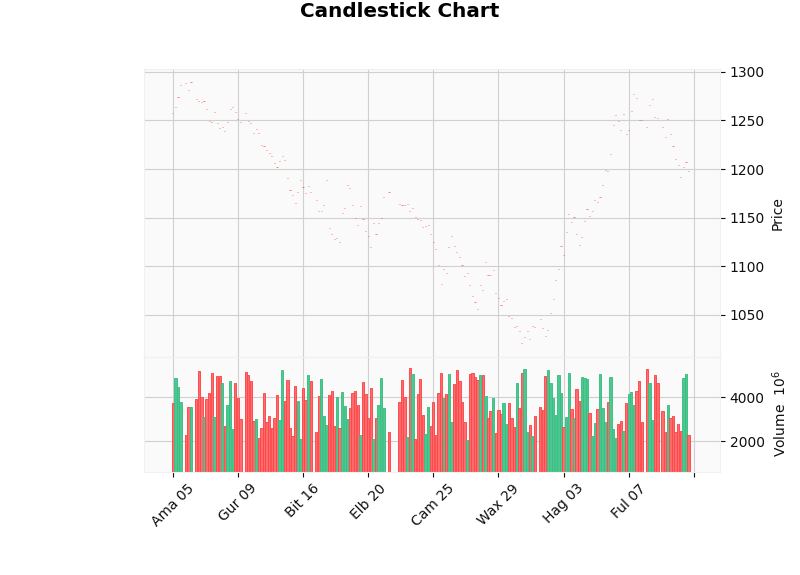 Candlestick Chart
1300
1250
1200
1150
1100
1050
Price
4000
2000
Volume 10^6
Ama 05
Gur 09
Bit 16
Elb 20
Cam 25
Wax 29
Hag 03
Ful 07